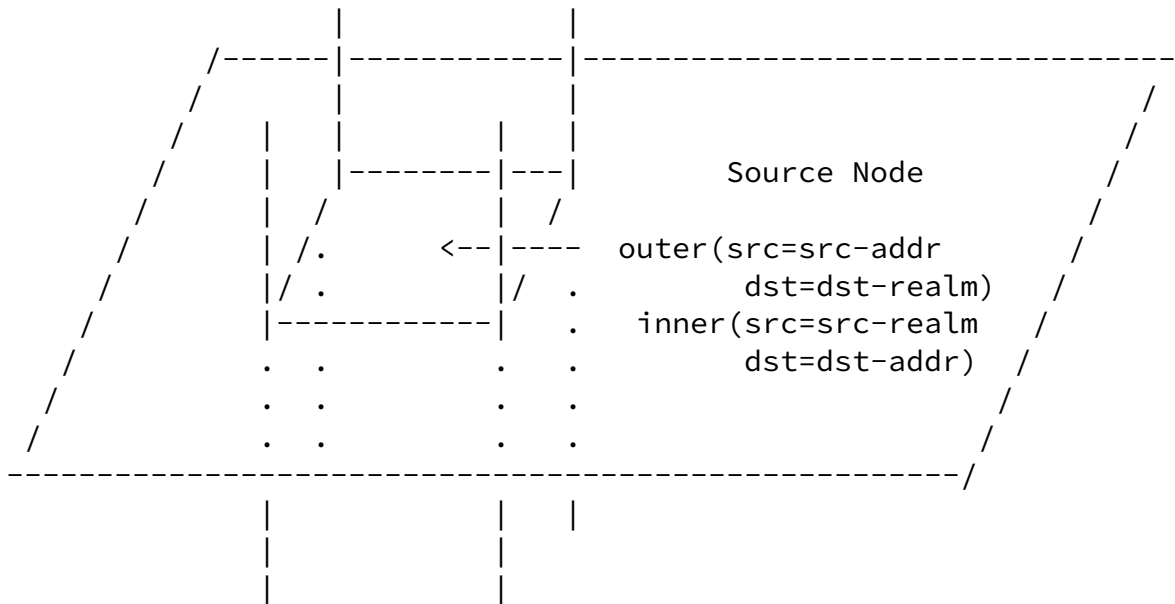 Source Node
outer(src=src-addr
dst=dst-realm)
inner(src=src-realm
dst=dst-addr)